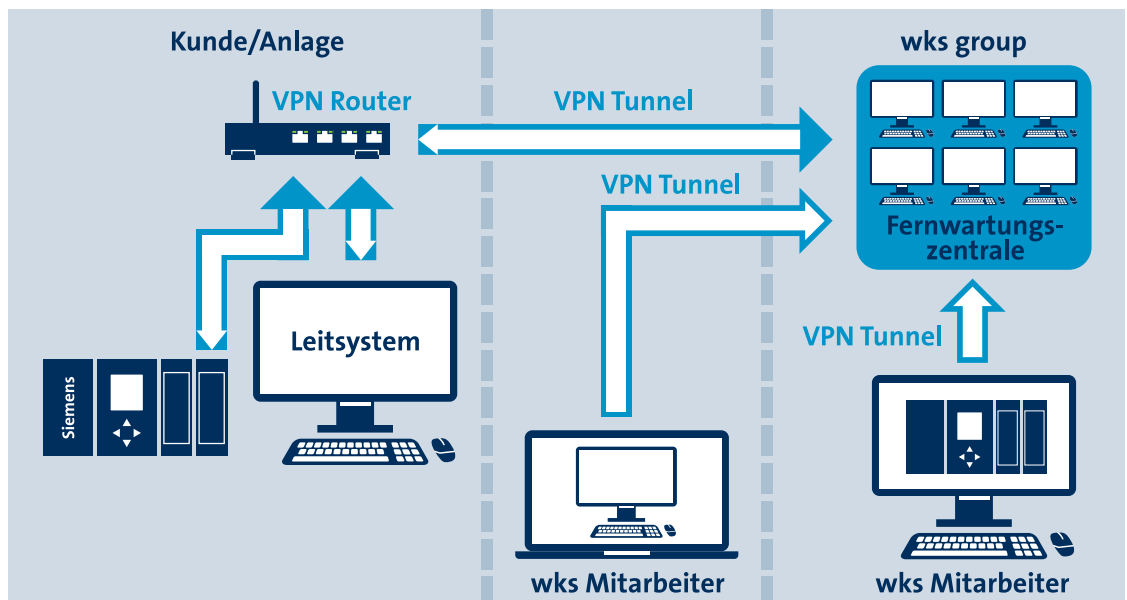 Kunde/Anlage
wks group
VPN Router
VPN Tunnel
VPN Tunnel
Fernwartungs-
zentrale
VPN Tunnel
Leitsystem
Siemens
wks Mitarbeiter
wks Mitarbeiter